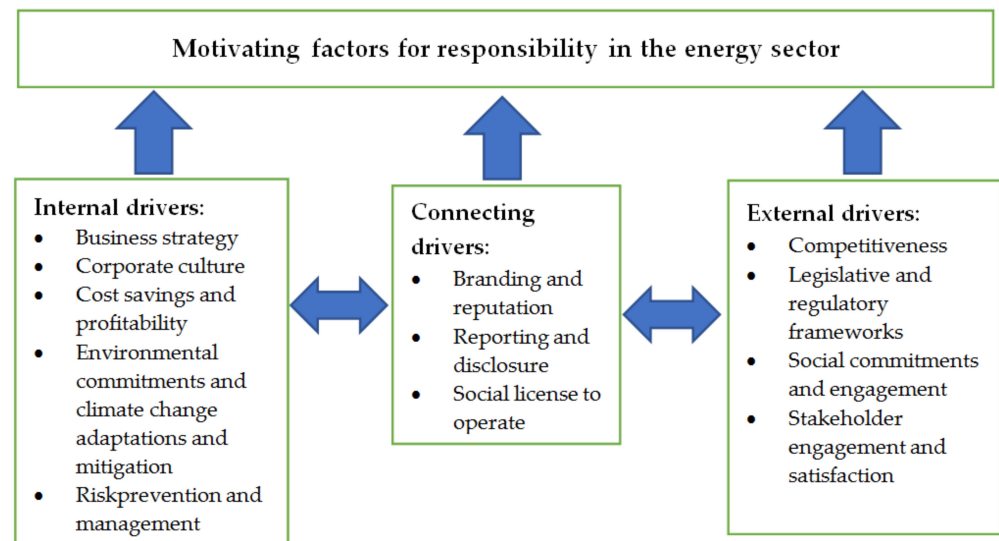 Motivating factors for responsibility in the energy sector
Internal drivers:
• Business strategy
• Corporate culture
• Cost savings and
profitability
• Environmental
commitments and
climate change
adaptations and
mitigation
• Riskprevention and
management
Connecting
drivers:
• Branding and
reputation
• Reporting and
disclosure
• Social license to
operate
External drivers:
• Competitiveness
• Legislative and
regulatory
frameworks
• Social commitments
and engagement
• Stakeholder
engagement and
satisfaction